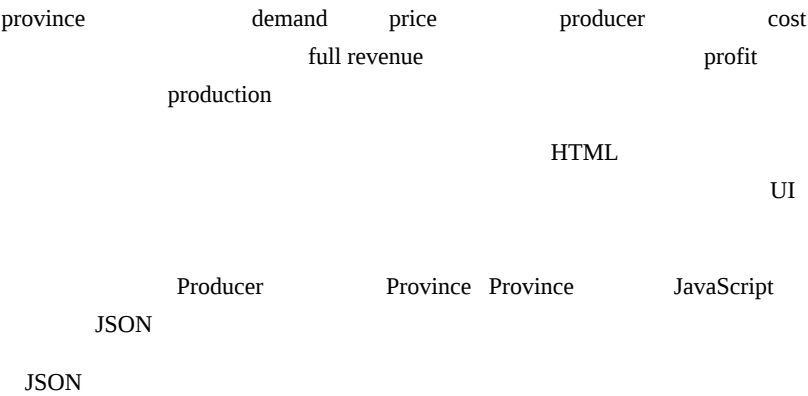 province demand price producer cost
full revenue profit
production
HTML
UI
Producer Province Province JavaScript
JSON
JSON